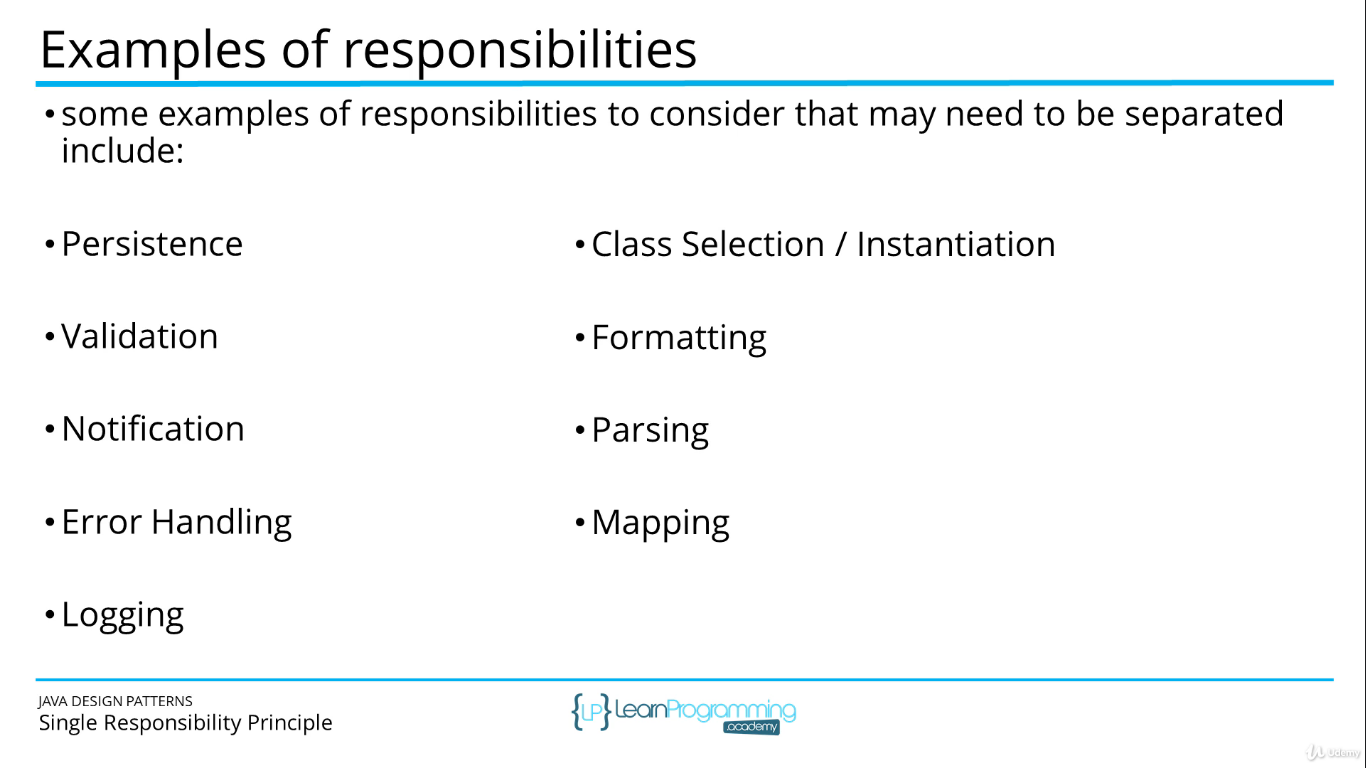 Examples of responsibilities
• some examples of responsibilities to consider that may need to be separated
include:
• Persistence
• Validation
• Notification
• Error Handling
• Logging
• Class Selection / Instantiation
• Formatting
• Parsing
• Mapping
JAVA DESIGN PATTERNS
Single Responsibility Principle
{LP} LearnProgramming
.academy
Udemy